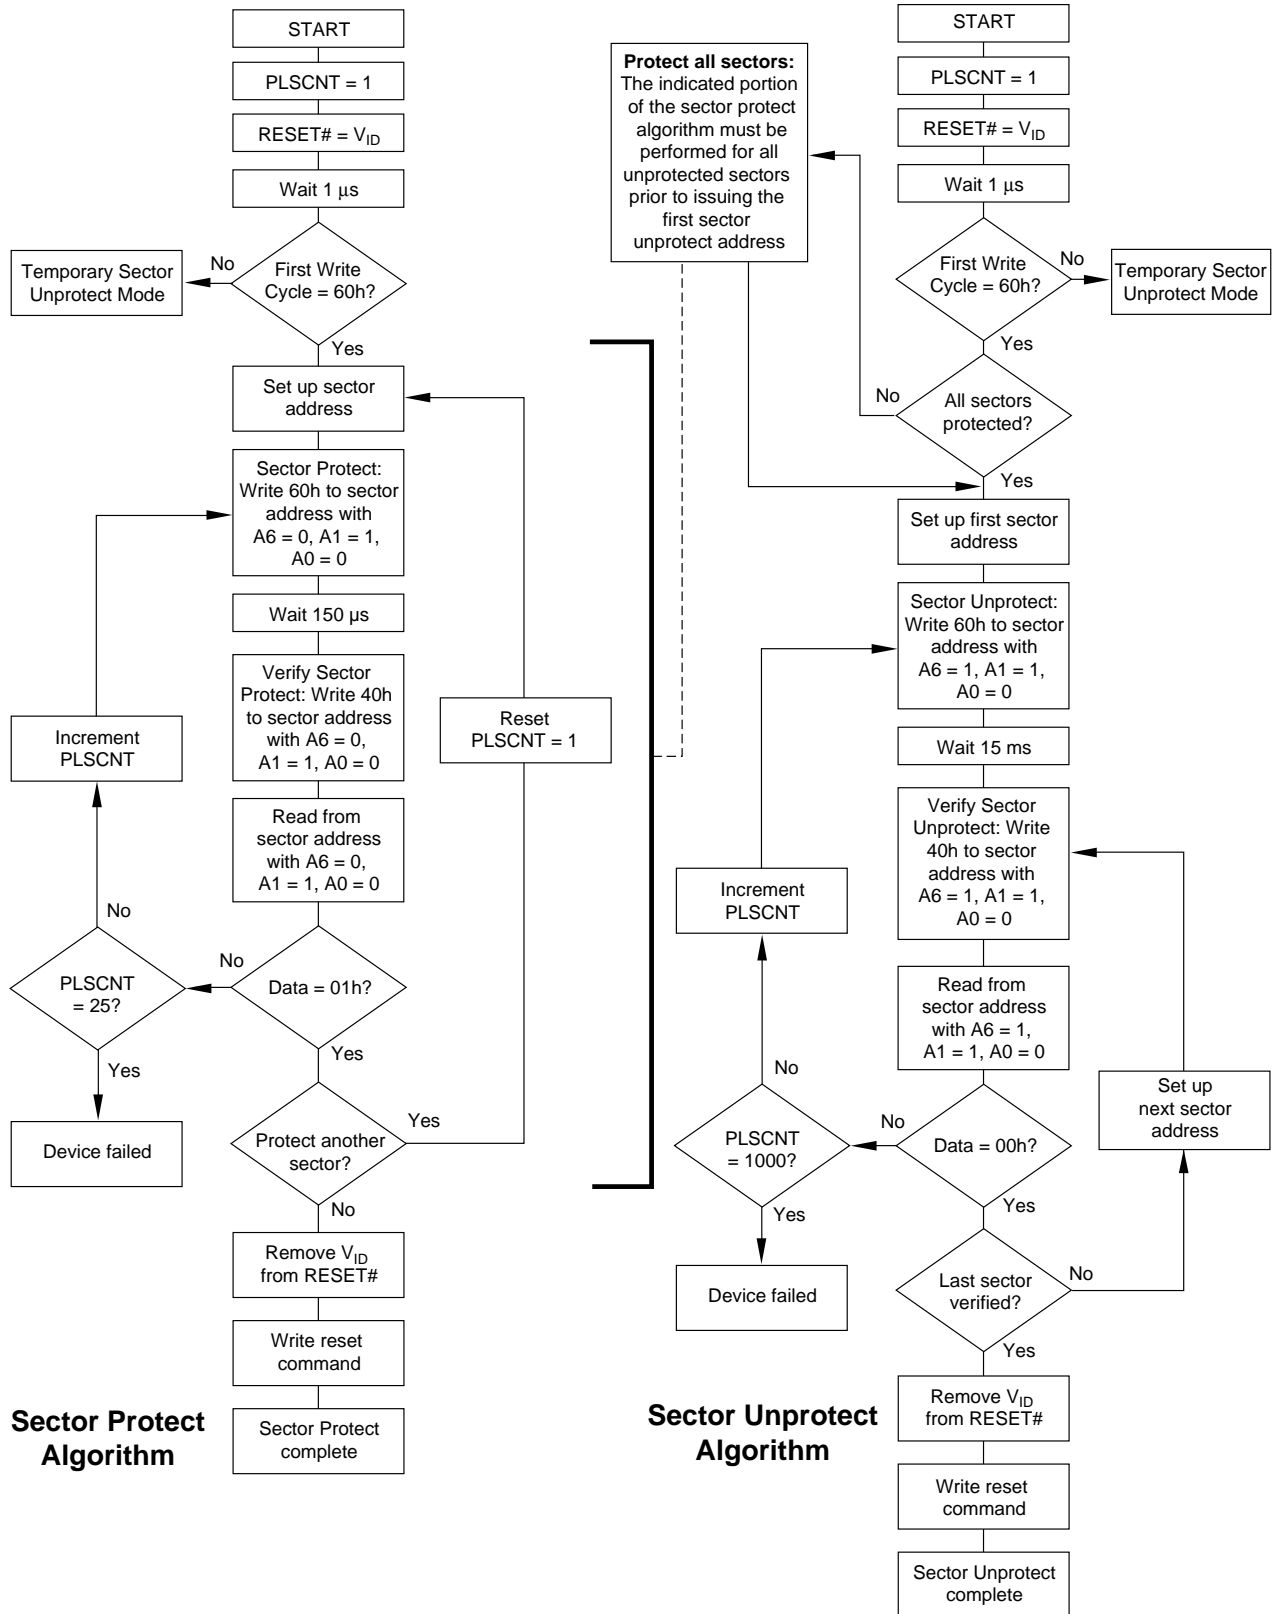 START
PLSCNT = 1
RESET# = VID
Wait 1 μs
First Write
Cycle = 60h?
No
Temporary Sector
Unprotect Mode
Yes
Set up sector
address
Sector Protect:
Write 60h to sector
address with
A6 = 0, A1 = 1,
A0 = 0
Wait 150 µs
Verify Sector
Protect: Write 40h
to sector address
with A6 = 0,
A1 = 1, A0 = 0
Reset
PLSCNT = 1
Increment
PLSCNT
Read from
sector address
with A6 = 0,
A1 = 1, A0 = 0
No
PLSCNT
= 25?
No
Data = 01h?
Yes
Yes
Device failed
Protect another
sector?
Yes
No
Remove VID
from RESET#
Write reset
command
Sector Protect
complete
Sector Protect
Algorithm
Protect all sectors:
The indicated portion
of the sector protect
algorithm must be
performed for all
unprotected sectors
prior to issuing the
first sector
unprotect address
START
PLSCNT = 1
RESET# = VID
Wait 1 μs
First Write
Cycle = 60h?
No
Temporary Sector
Unprotect Mode
Yes
No
All sectors
protected?
Yes
Set up first sector
address
Sector Unprotect:
Write 60h to sector
address with
A6 = 1, A1 = 1,
A0 = 0
Wait 15 ms
Verify Sector
Unprotect: Write
40h to sector
address with
A6 = 1, A1 = 1,
A0 = 0
Increment
PLSCNT
Read from
sector address
with A6 = 1,
A1 = 1, A0 = 0
No
Set up
next sector
address
PLSCNT
= 1000?
No
Data = 00h?
Yes
Yes
Device failed
Last sector
verified?
No
Yes
Remove VID
from RESET#
Write reset
command
Sector Unprotect
complete
Sector Unprotect
Algorithm